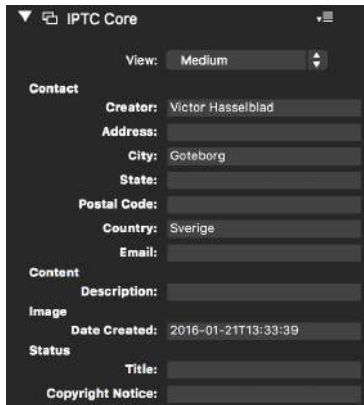 IPTC Core
View: Medium
Contact
Creator: Victor Hasselblad
Address:
City: Goteborg
State:
Postal Code:
Country: Sverige
Email:
Content
Description:
Image
Date Created: 2016-01-21T13:33:39
Status
Title:
Copyright Notice: